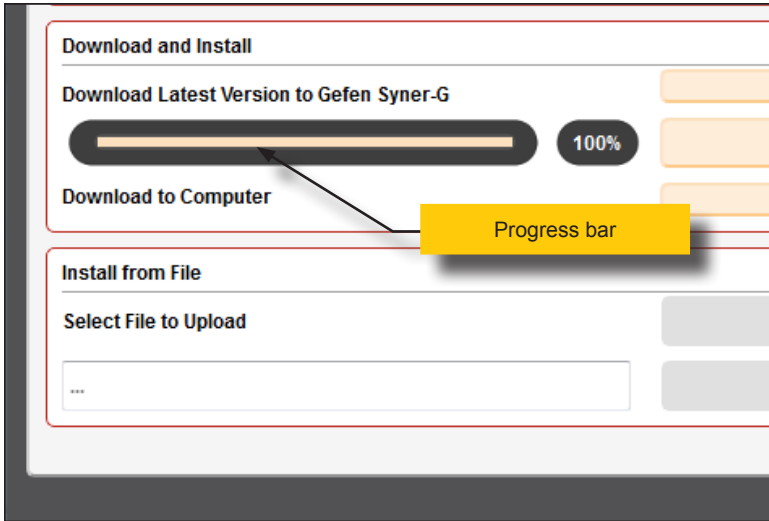 Download and Install
Download Latest Version to Gefen Syner-G
100%
Download to Computer
Progress bar
Install from File
Select File to Upload
...